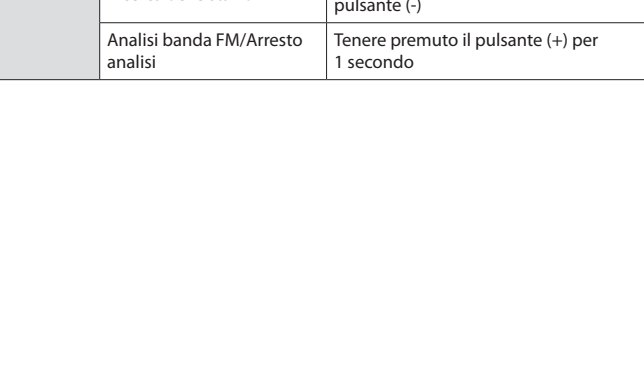 pulsante (-)
Analisi banda FM/Arresto
analisi
Tenere premuto il pulsante (+) per
1 secondo